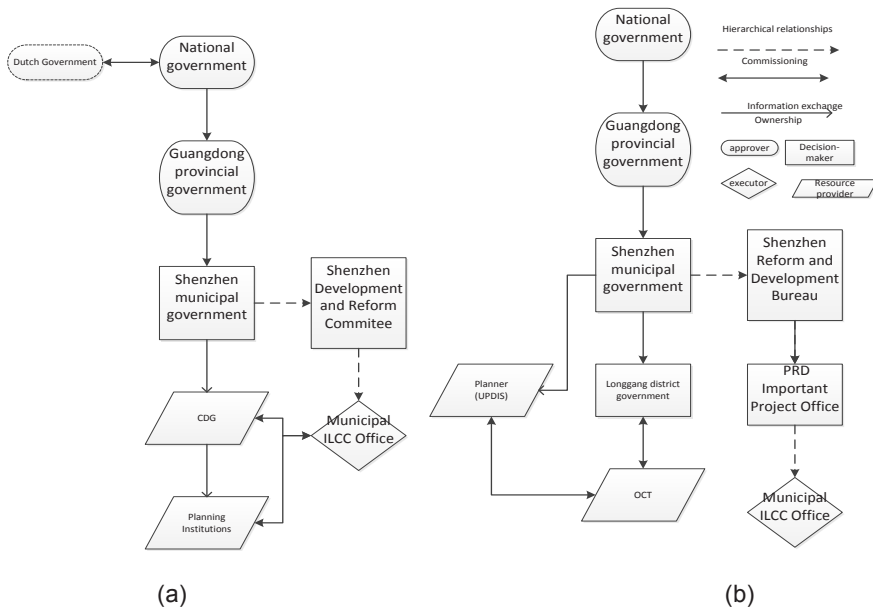 Dutch Government
National
government
Guangdong
provincial
government
Shenzhen
municipal
government
Shenzhen
Development
and Reform
Commitee
CDG
Municipal
ILCC Office
Planning
Institutions
(a)
National
government
Guangdong
provincial
government
Shenzhen
municipal
government
Shenzhen
Reform and
Development
Bureau
Planner
(UPDIS)
Longgang district
government
PRD
Important
Project Office
OCT
Municipal
ILCC Office
Hierarchical relationships
Commissioning
Information exchange
Ownership
approver
Decision-
maker
executor
Resource
provider
(b)